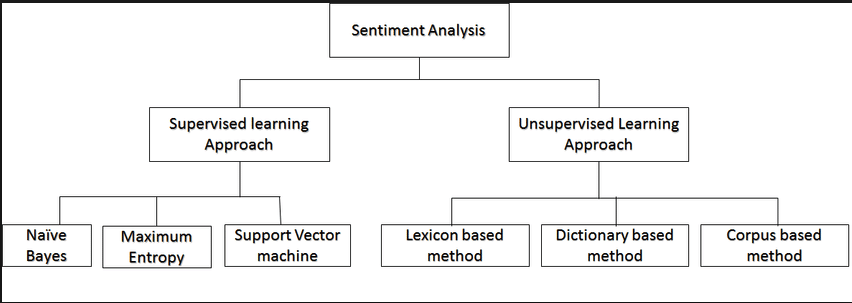 Sentiment Analysis
Supervised learning
Approach
Unsupervised Learning
Approach
Naïve
Bayes
Maximum
Entropy
Support Vector
machine
Lexicon based
method
Dictionary based
method
Corpus based
method